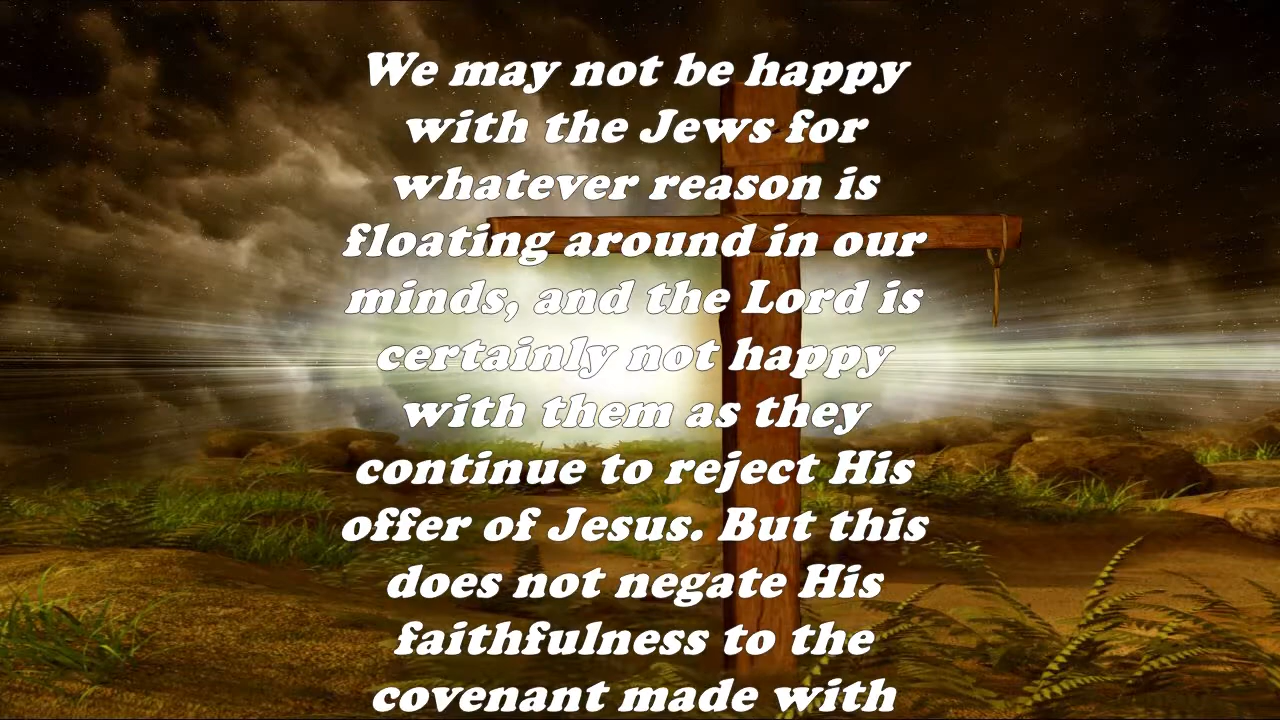 We may not be happy
with the Jews for
whatever reason is
floating around in our
minds, and the Lord is
certainly not happy
with them as they
continue to reject His
offer of Jesus. But this
does not negate His
faithfulness to the
covenant made with